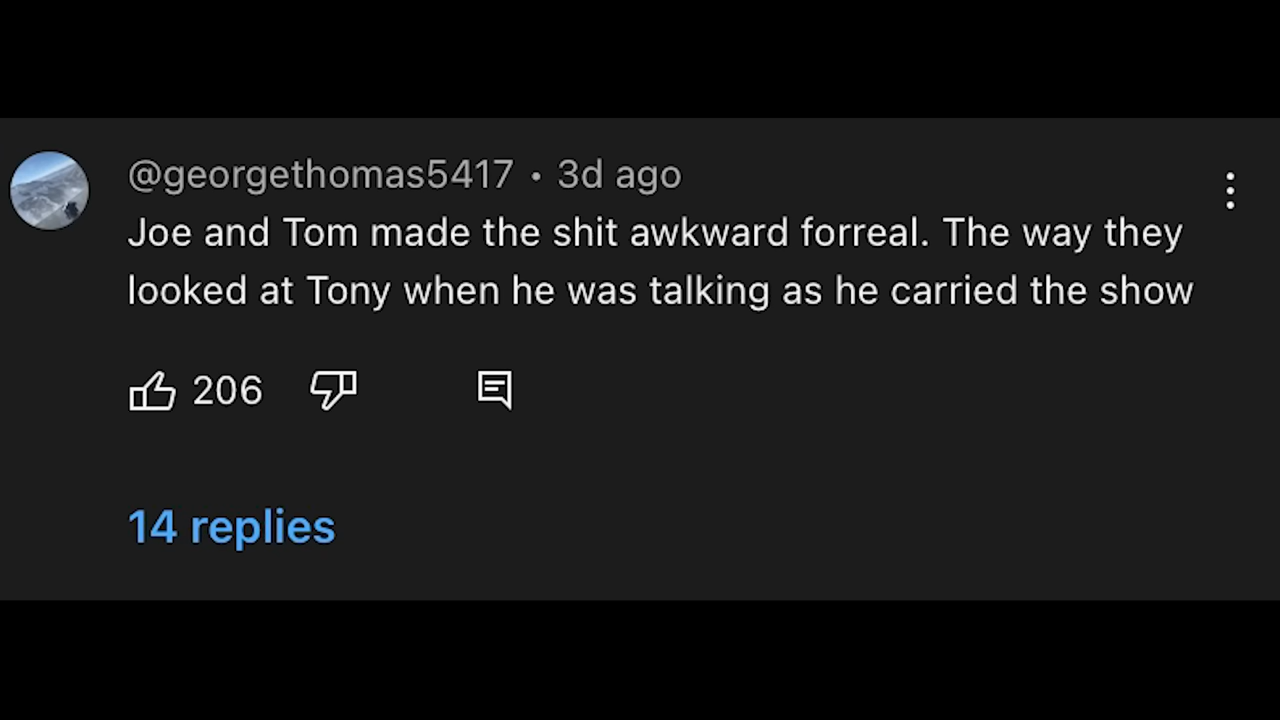 @georgethomas5417 • 3d ago
Joe and Tom made the shit awkward forreal. The way they
looked at Tony when he was talking as he carried the show
206
14 replies